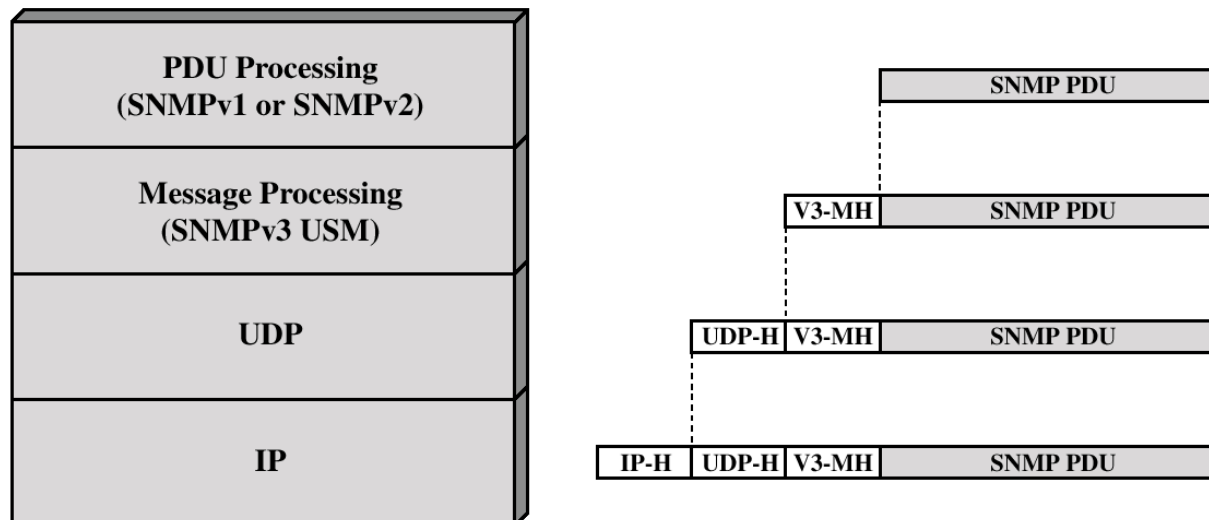 PDU Processing
(SNMPv1 or SNMPv2)
SNMP PDU
Message Processing
(SNMPv3 USM)
V3-MH SNMP PDU
UDP
UDP-H V3-MH SNMP PDU
IP
IP-H UDP-H V3-MH SNMP PDU